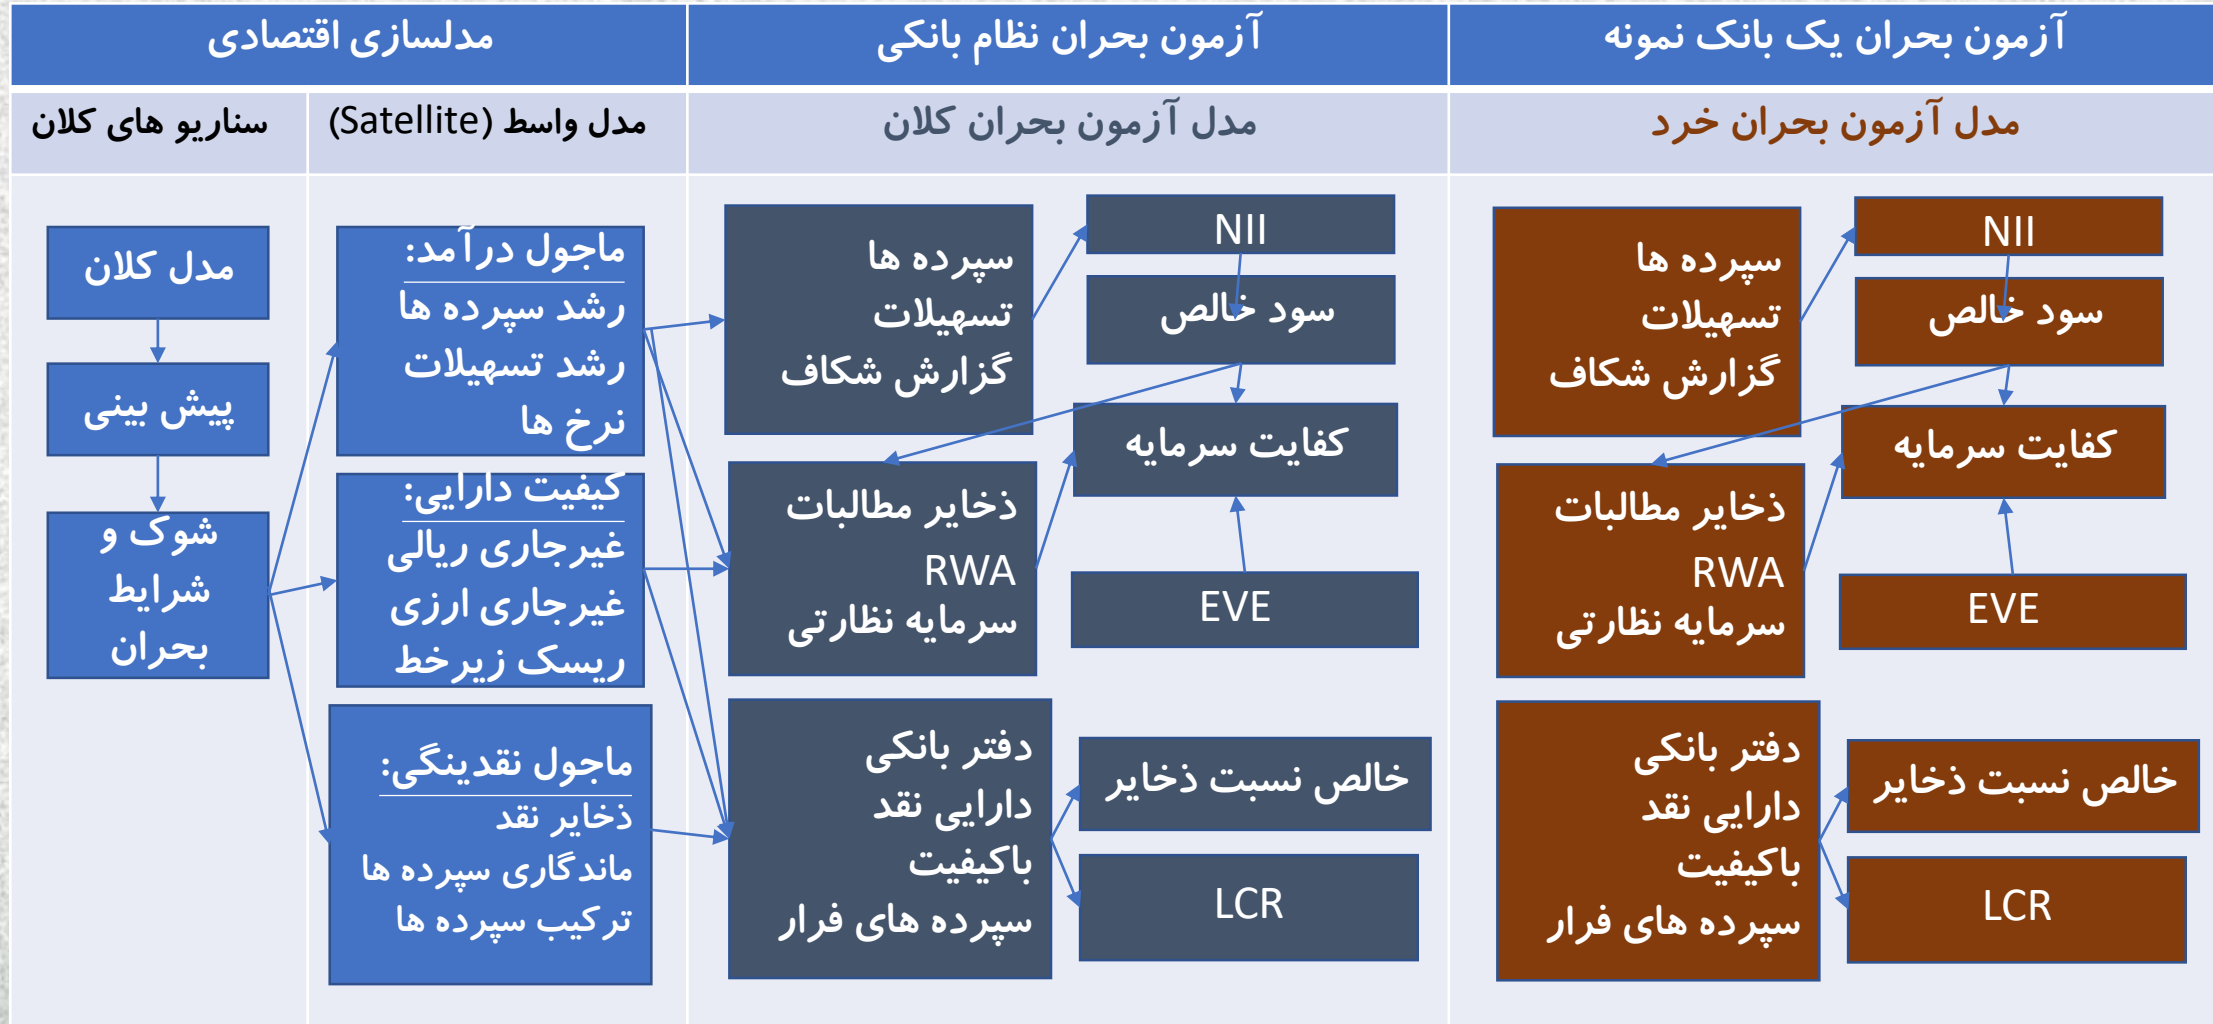 مدلسازی اقتصادی
آزمون بحران نظام بانکی
آزمون بحران یک بانک نمونه
سناریو های کلان
مدل واسط (Satellite)
مدل آزمون بحران کلان
مدل آزمون بحران خرد
مدل کلان
پیش بینی
شوک و
شرایط
بحران
ماجول درآمد:
رشد سپرده ها
رشد تسهیلات
نرخ ها
کیفیت دارایی:
غیرجاری ریالی
غیرجاری ارزی
ریسک زیرخط
ماجول نقدینگی:
ذخایر نقد
ماندگاری سپرده ها
ترکیب سپرده ها
سپرده ها
تسهیلات
گزارش شکاف
NII
سود خالص
کفایت سرمایه
ذخایر مطالبات
RWA
سرمایه نظارتی
EVE
دفتر بانکی
دارایی نقد
باکیفیت
سپرده های فرار
خالص نسبت ذخایر
LCR
سپرده ها
تسهیلات
گزارش شکاف
NII
سود خالص
کفایت سرمایه
ذخایر مطالبات
RWA
سرمایه نظارتی
EVE
دفتر بانکی
دارایی نقد
باکیفیت
سپرده های فرار
خالص نسبت ذخایر
LCR